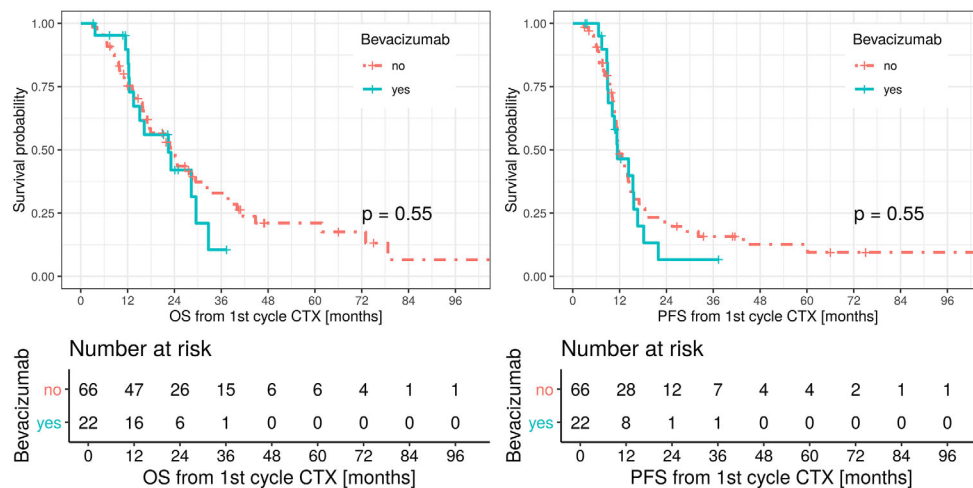 1.00
0.75
0.50
0.25
0.00
Survival probability
Bevacizumab
no
yes
p = 0.55
0 12 24 36 48 60 72 84 96
OS from 1st cycle CTX [months]
Number at risk
Bevacizumab
no 66 47 26 15 6 6 4 1 1
yes 22 16 6 1 0 0 0 0 0
0 12 24 36 48 60 72 84 96
OS from 1st cycle CTX [months]
1.00
0.75
0.50
0.25
0.00
Survival probability
Bevacizumab
no
yes
p = 0.55
0 12 24 36 48 60 72 84 96
PFS from 1st cycle CTX [months]
Number at risk
Bevacizumab
no 66 28 12 7 4 4 2 1 1
yes 22 8 1 1 0 0 0 0 0
0 12 24 36 48 60 72 84 96
PFS from 1st cycle CTX [months]